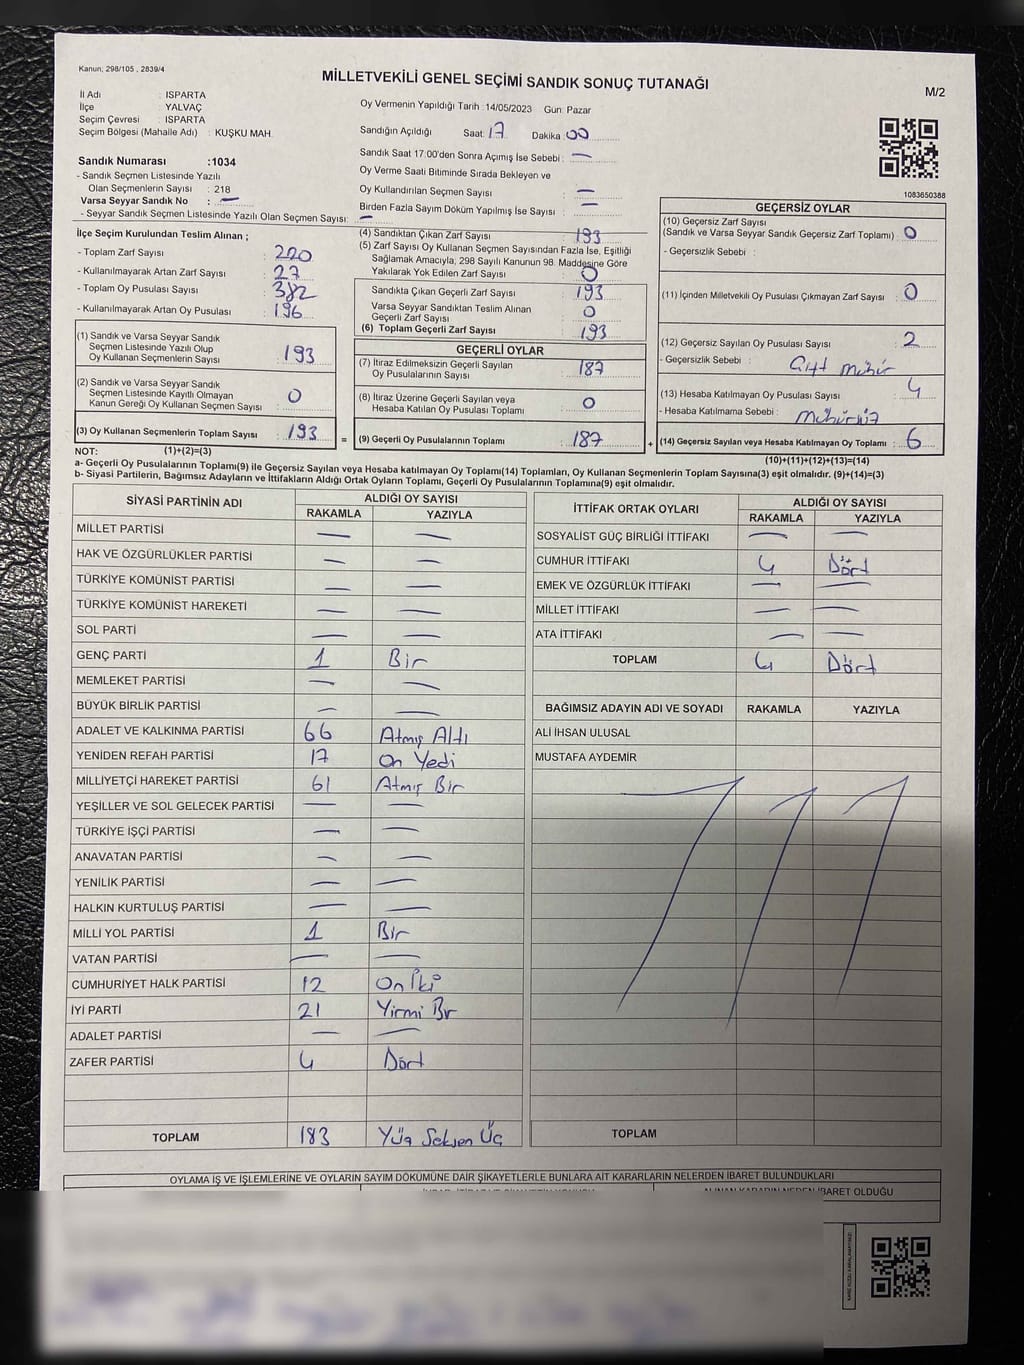 Kanun; 298/105 , 2839/4
MİLLETVEKİLİ GENEL SEÇİMİ SANDIK SONUÇ TUTANAĞI
M/2
İl Adı : ISPARTA
İlçe : YALVAÇ
Seçim Çevresi : ISPARTA
Seçim Bölgesi (Mahalle Adı) : KUŞKU MAH.
Oy Vermenin Yapıldığı Tarih :14/05/2023 Gün: Pazar
Sandığın Açıldığı Saat: 17 Dakika: 00
Sandık Saat 17:00'den Sonra Açımış İse Sebebi : —
Oy Verme Saati Bitiminde Sırada Bekleyen ve
Oy Kullandırılan Seçmen Sayısı : —
Birden Fazla Sayım Döküm Yapılmış İse Sayısı : —
Sandık Numarası :1034
- Sandık Seçmen Listesinde Yazılı
Olan Seçmenlerin Sayısı : 218
Varsa Seyyar Sandık No : —
- Seyyar Sandık Seçmen Listesinde Yazılı Olan Seçmen Sayısı: —
1083650388
İlçe Seçim Kurulundan Teslim Alınan ;
- Toplam Zarf Sayısı : 220
- Kullanılmayarak Artan Zarf Sayısı : 27
- Toplam Oy Pusulası Sayısı : 382
- Kullanılmayarak Artan Oy Pusulası : 196
(1) Sandık ve Varsa Seyyar Sandık
Seçmen Listesinde Yazılı Olup
Oy Kullanan Seçmenlerin Sayısı : 193
(2) Sandık ve Varsa Seyyar Sandık
Seçmen Listesinde Kayıtlı Olmayan
Kanun Gereği Oy Kullanan Seçmen Sayısı : 0
(3) Oy Kullanan Seçmenlerin Toplam Sayısı : 193
(4) Sandıktan Çıkan Zarf Sayısı : 193
(5) Zarf Sayısı Oy Kullanan Seçmen Sayısından Fazla İse, Eşitliği
Sağlamak Amacıyla; 298 Sayılı Kanunun 98. Maddesine Göre
Yakılarak Yok Edilen Zarf Sayısı : 0
Sandıkta Çıkan Geçerli Zarf Sayısı : 193
Varsa Seyyar Sandıktan Teslim Alınan
Geçerli Zarf Sayısı : 0
(6) Toplam Geçerli Zarf Sayısı : 193
GEÇERLİ OYLAR
(7) İtiraz Edilmeksizin Geçerli Sayılan
Oy Pusulalarının Sayısı : 187
(8) İtiraz Üzerine Geçerli Sayılan veya
Hesaba Katılan Oy Pusulası Toplamı : 0
= (9) Geçerli Oy Pusulalarının Toplamı : 187 +
GEÇERSİZ OYLAR
(10) Geçersiz Zarf Sayısı
(Sandık ve Varsa Seyyar Sandık Geçersiz Zarf Toplamı) : 0
- Geçersizlik Sebebi :
(11) İçinden Milletvekili Oy Pusulası Çıkmayan Zarf Sayısı : 0
(12) Geçersiz Sayılan Oy Pusulası Sayısı : 2
- Geçersizlik Sebebi : Çift Mühür
(13) Hesaba Katılmayan Oy Pusulası Sayısı : 4
- Hesaba Katılmama Sebebi : Mühürsüz
(14) Geçersiz Sayılan veya Hesaba Katılmayan Oy Toplamı : 6
NOT: (1)+(2)=(3)
(10)+(11)+(12)+(13)=(14)
a- Geçerli Oy Pusulalarının Toplamı(9) ile Geçersiz Sayılan veya Hesaba katılmayan Oy Toplamı(14) Toplamları, Oy Kullanan Seçmenlerin Toplam Sayısına(3) eşit olmalıdır. (9)+(14)=(3)
b- Siyasi Partilerin, Bağımsız Adayların ve İttifakların Aldığı Ortak Oyların Toplamı, Geçerli Oy Pusulalarının Toplamına(9) eşit olmalıdır.
SİYASİ PARTİNİN ADI ALDIĞI OY SAYISI
RAKAMLA YAZIYLA
MİLLET PARTİSİ — —
HAK VE ÖZGÜRLÜKLER PARTİSİ — —
TÜRKİYE KOMÜNİST PARTİSİ — —
TÜRKİYE KOMÜNİST HAREKETİ — —
SOL PARTİ — —
GENÇ PARTİ 1 Bir
MEMLEKET PARTİSİ — —
BÜYÜK BİRLİK PARTİSİ — —
ADALET VE KALKINMA PARTİSİ 66 Atmış Altı
YENİDEN REFAH PARTİSİ 17 On Yedi
MİLLİYETÇİ HAREKET PARTİSİ 61 Atmış Bir
YEŞİLLER VE SOL GELECEK PARTİSİ — —
TÜRKİYE İŞÇİ PARTİSİ — —
ANAVATAN PARTİSİ — —
YENİLİK PARTİSİ — —
HALKIN KURTULUŞ PARTİSİ — —
MİLLİ YOL PARTİSİ 1 Bir
VATAN PARTİSİ — —
CUMHURİYET HALK PARTİSİ 12 On İki
İYİ PARTİ 21 Yirmi Bir
ADALET PARTİSİ — —
ZAFER PARTİSİ 4 Dört
TOPLAM 183 Yüz Seksen Üç
İTTİFAK ORTAK OYLARI ALDIĞI OY SAYISI
RAKAMLA YAZIYLA
SOSYALİST GÜÇ BİRLİĞİ İTTİFAKI — —
CUMHUR İTTİFAKI 4 Dört
EMEK VE ÖZGÜRLÜK İTTİFAKI — —
MİLLET İTTİFAKI — —
ATA İTTİFAKI — —
TOPLAM 4 Dört
BAĞIMSIZ ADAYIN ADI VE SOYADI RAKAMLA YAZIYLA
ALİ İHSAN ULUSAL
MUSTAFA AYDEMİR
TOPLAM
OYLAMA İŞ VE İŞLEMLERİNE VE OYLARIN SAYIM DÖKÜMÜNE DAİR ŞİKAYETLERLE BUNLARA AİT KARARLARIN NELERDEN İBARET BULUNDUKLARI
ALINAN KARARIN NEDEN İBARET OLDUĞU